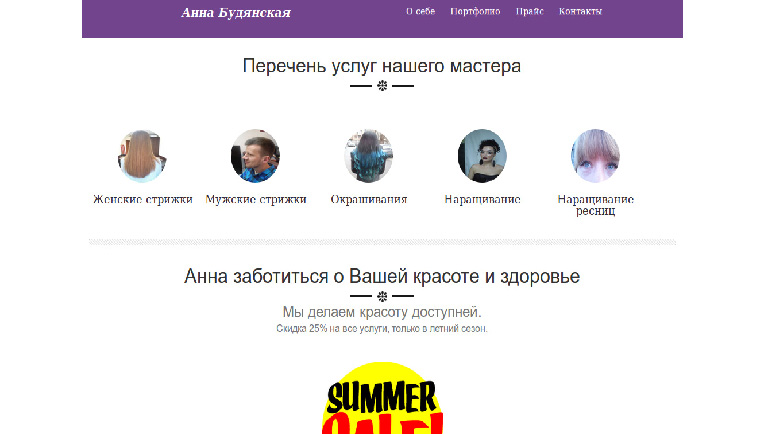 Анна Будянская
О себе Портфолио Прайс Контакты
Перечень услуг нашего мастера
Женские стрижки Мужские стрижки Окрашивания Наращивание Наращивание
ресниц
Анна заботиться о Вашей красоте и здоровье
Мы делаем красоту доступней.
Скидка 25% на все услуги, только в летний сезон.
SUMMER
SALE!